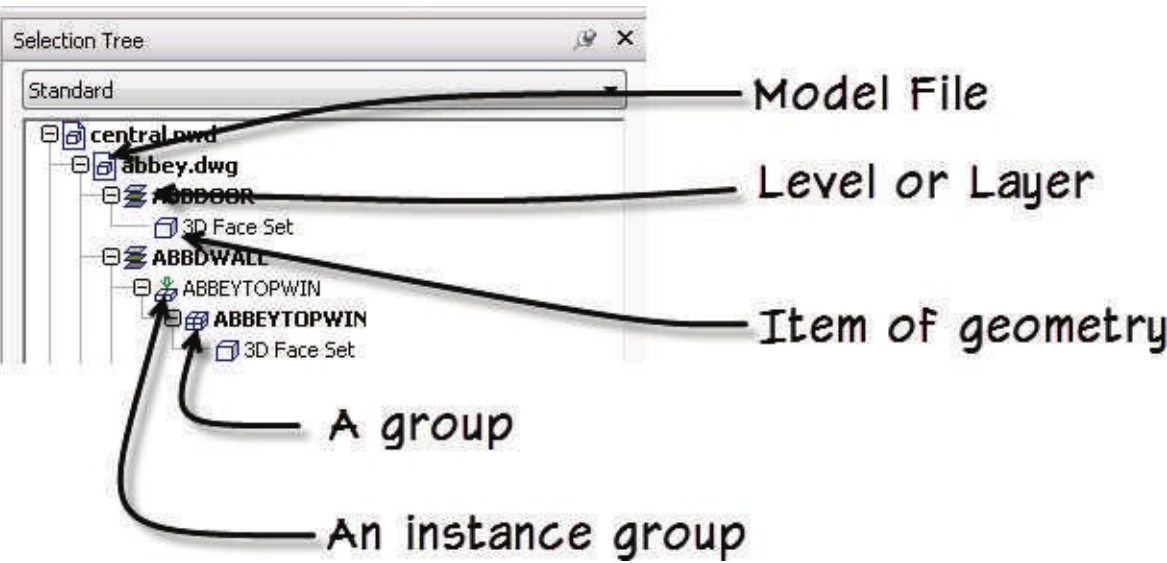 Selection Tree
Standard
central.nwd
abbey.dwg
ABBDOOR
3D Face Set
ABBDWALL
ABBEYTOPWIN
ABBEYTOPWIN
3D Face Set
Model File
Level or Layer
Item of geometry
A group
An instance group